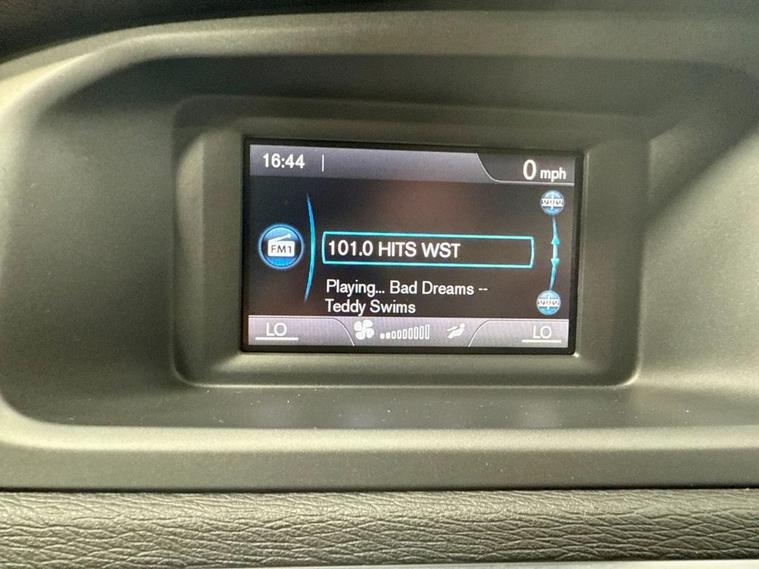 16:44
0 mph
FM1
101.0 HITS WST
Playing... Bad Dreams --
Teddy Swims
LO
LO